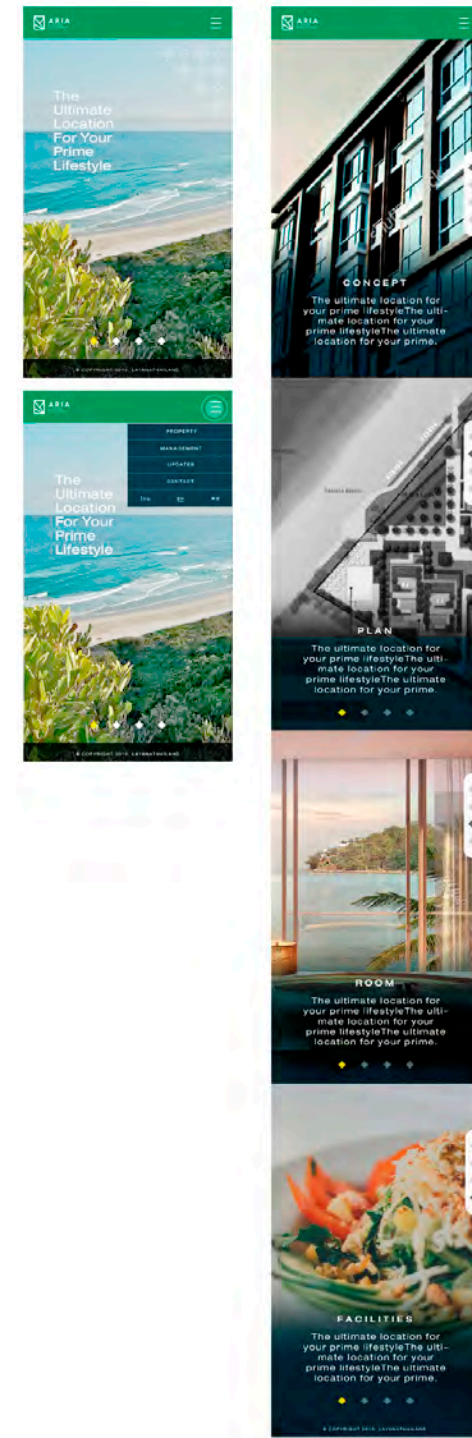 ARIA
The
Ultimate
Location
For Your
Prime
Lifestyle
ARIA
PROPERTY
MANAGEMENT
UPDATES
CONTACT
The
Ultimate
Location
For Your
Prime
Lifestyle
ARIA
CONCEPT
The ultimate location for
your prime lifestyleThe ulti-
mate location for your
prime lifestyleThe ultimate
location for your prime.
PLAN
The ultimate location for
your prime lifestyleThe ulti-
mate location for your
prime lifestyleThe ultimate
location for your prime.
ROOM
The ultimate location for
your prime lifestyleThe ulti-
mate location for your
prime lifestyleThe ultimate
location for your prime.
FACILITIES
The ultimate location for
your prime lifestyleThe ulti-
mate location for your
prime lifestyleThe ultimate
location for your prime.